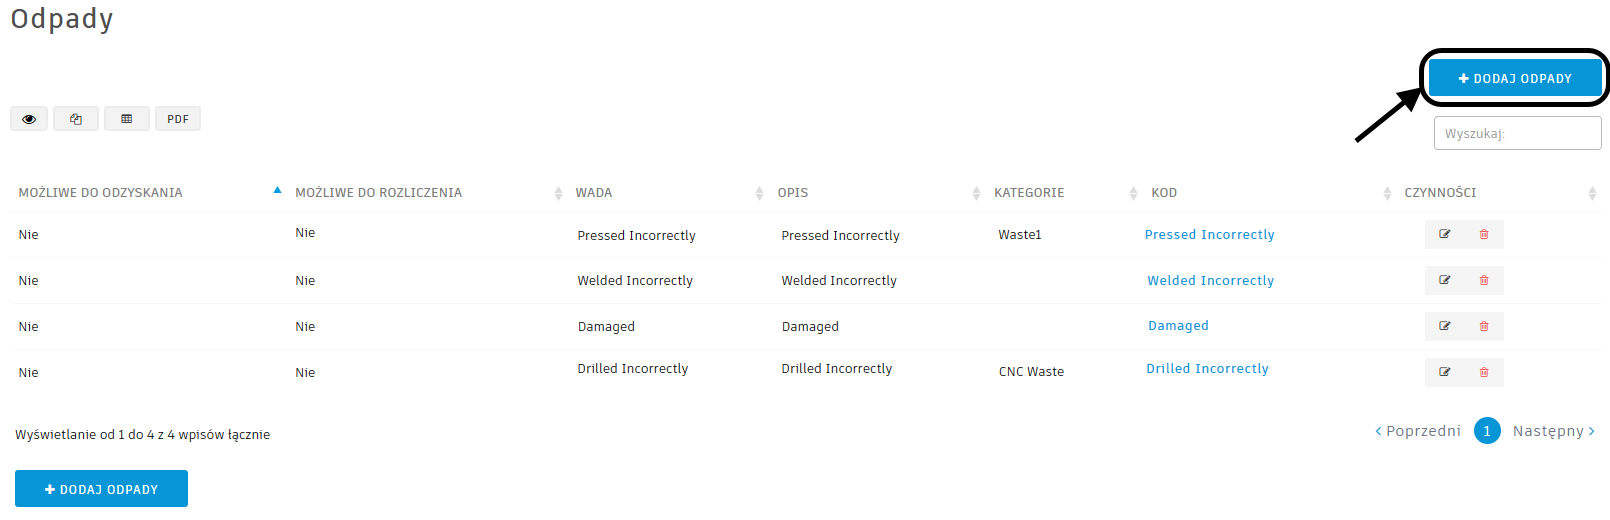 Odpady
DODAJ ODPADY
PDF
Wyszukaj:
MOŻLIWE DO ODZYSKANIA MOŻLIWE DO ROZLICZENIA WADA OPIS KATEGORIE KOD CZYNNOŚCI
Nie Nie Pressed Incorrectly Pressed Incorrectly Waste1 Pressed Incorrectly
Nie Nie Welded Incorrectly Welded Incorrectly Welded Incorrectly
Nie Nie Damaged Damaged Damaged
Nie Nie Drilled Incorrectly Drilled Incorrectly CNC Waste Drilled Incorrectly
Wyświetlanie od 1 do 4 z 4 wpisów łącznie
Poprzedni 1 Następny
DODAJ ODPADY